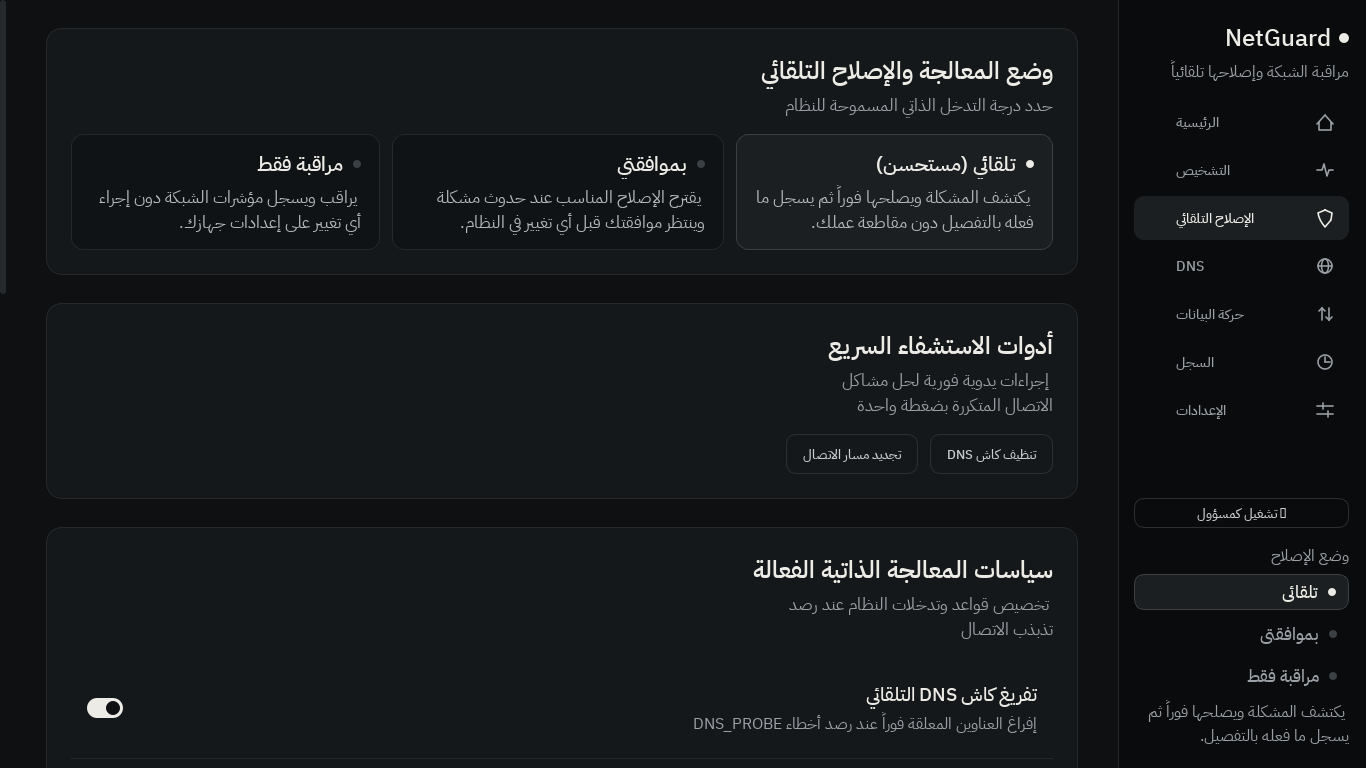 NetGuard
مراقبة الشبكة وإصلاحها تلقائياً
الرئيسية
التشخيص
الإصلاح التلقائي
DNS
حركة البيانات
السجل
الإعدادات
تشغيل كمسؤول
وضع الإصلاح
تلقائي
بموافقتي
مراقبة فقط
يكتشف المشكلة ويصلحها فوراً ثم
يسجل ما فعله بالتفصيل.
وضع المعالجة والإصلاح التلقائي
حدد درجة التدخل الذاتي المسموحة للنظام
تلقائي (مستحسن)
يكتشف المشكلة ويصلحها فوراً ثم يسجل ما
فعله بالتفصيل دون مقاطعة عملك.
بموافقتي
يقترح الإصلاح المناسب عند حدوث مشكلة
وينتظر موافقتك قبل أي تغيير في النظام.
مراقبة فقط
يراقب ويسجل مؤشرات الشبكة دون إجراء
أي تغيير على إعدادات جهازك.
أدوات الاستشفاء السريع
إجراءات يدوية فورية لحل مشاكل
الاتصال المتكررة بضغطة واحدة
تنظيف كاش DNS
تجديد مسار الاتصال
سياسات المعالجة الذاتية الفعالة
تخصيص قواعد وتدخلات النظام عند رصد
تذبذب الاتصال
تفريغ كاش DNS التلقائي
إفراغ العناوين المعلقة فوراً عند رصد أخطاء DNS_PROBE